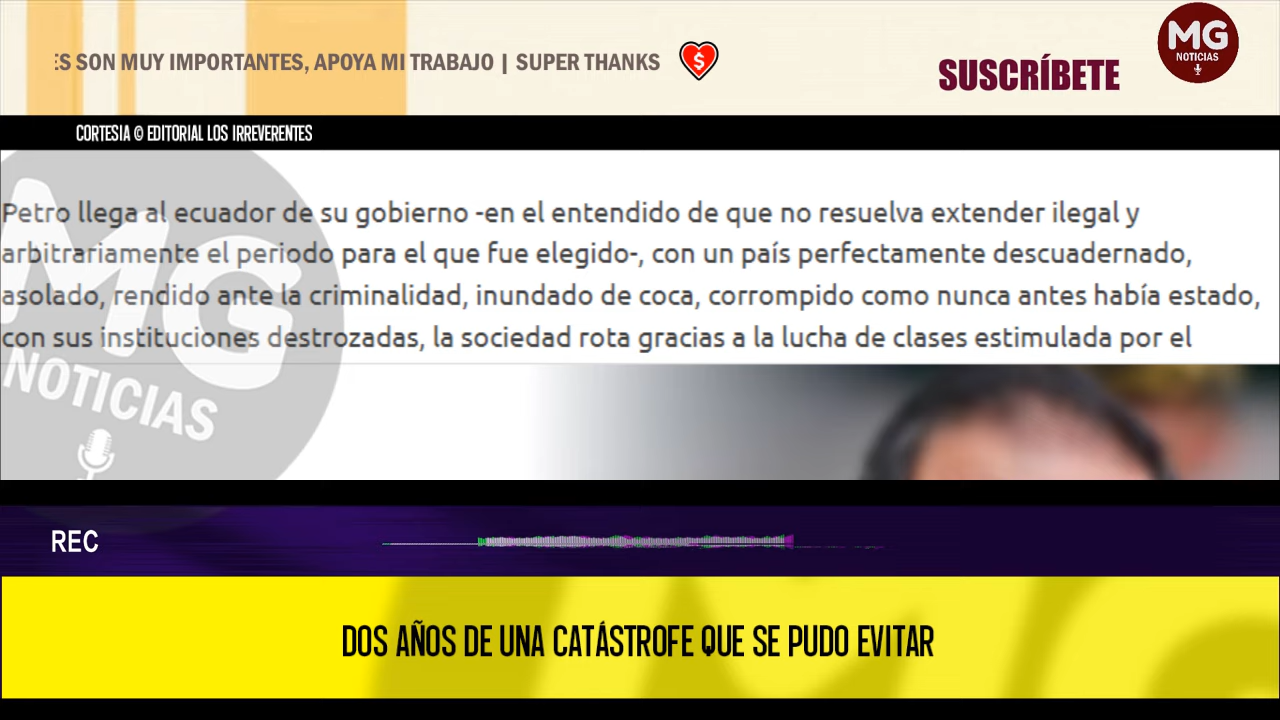 SON MUY IMPORTANTES, APOYA MI TRABAJO | SUPER THANKS
$
SUSCRÍBETE
MG
NOTICIAS
CORTESIA © EDITORIAL LOS IRREVERENTES
Petro llega al ecuador de su gobierno -en el entendido de que no resuelva extender ilegal y
arbitrariamente el periodo para el que fue elegido-, con un país perfectamente descuadernado,
asolado, rendido ante la criminalidad, inundado de coca, corrompido como nunca antes había estado,
con sus instituciones destrozadas, la sociedad rota gracias a la lucha de clases estimulada por el
MG
NOTICIAS
REC
DOS AÑOS DE UNA CATÁSTROFE QUE SE PUDO EVITAR